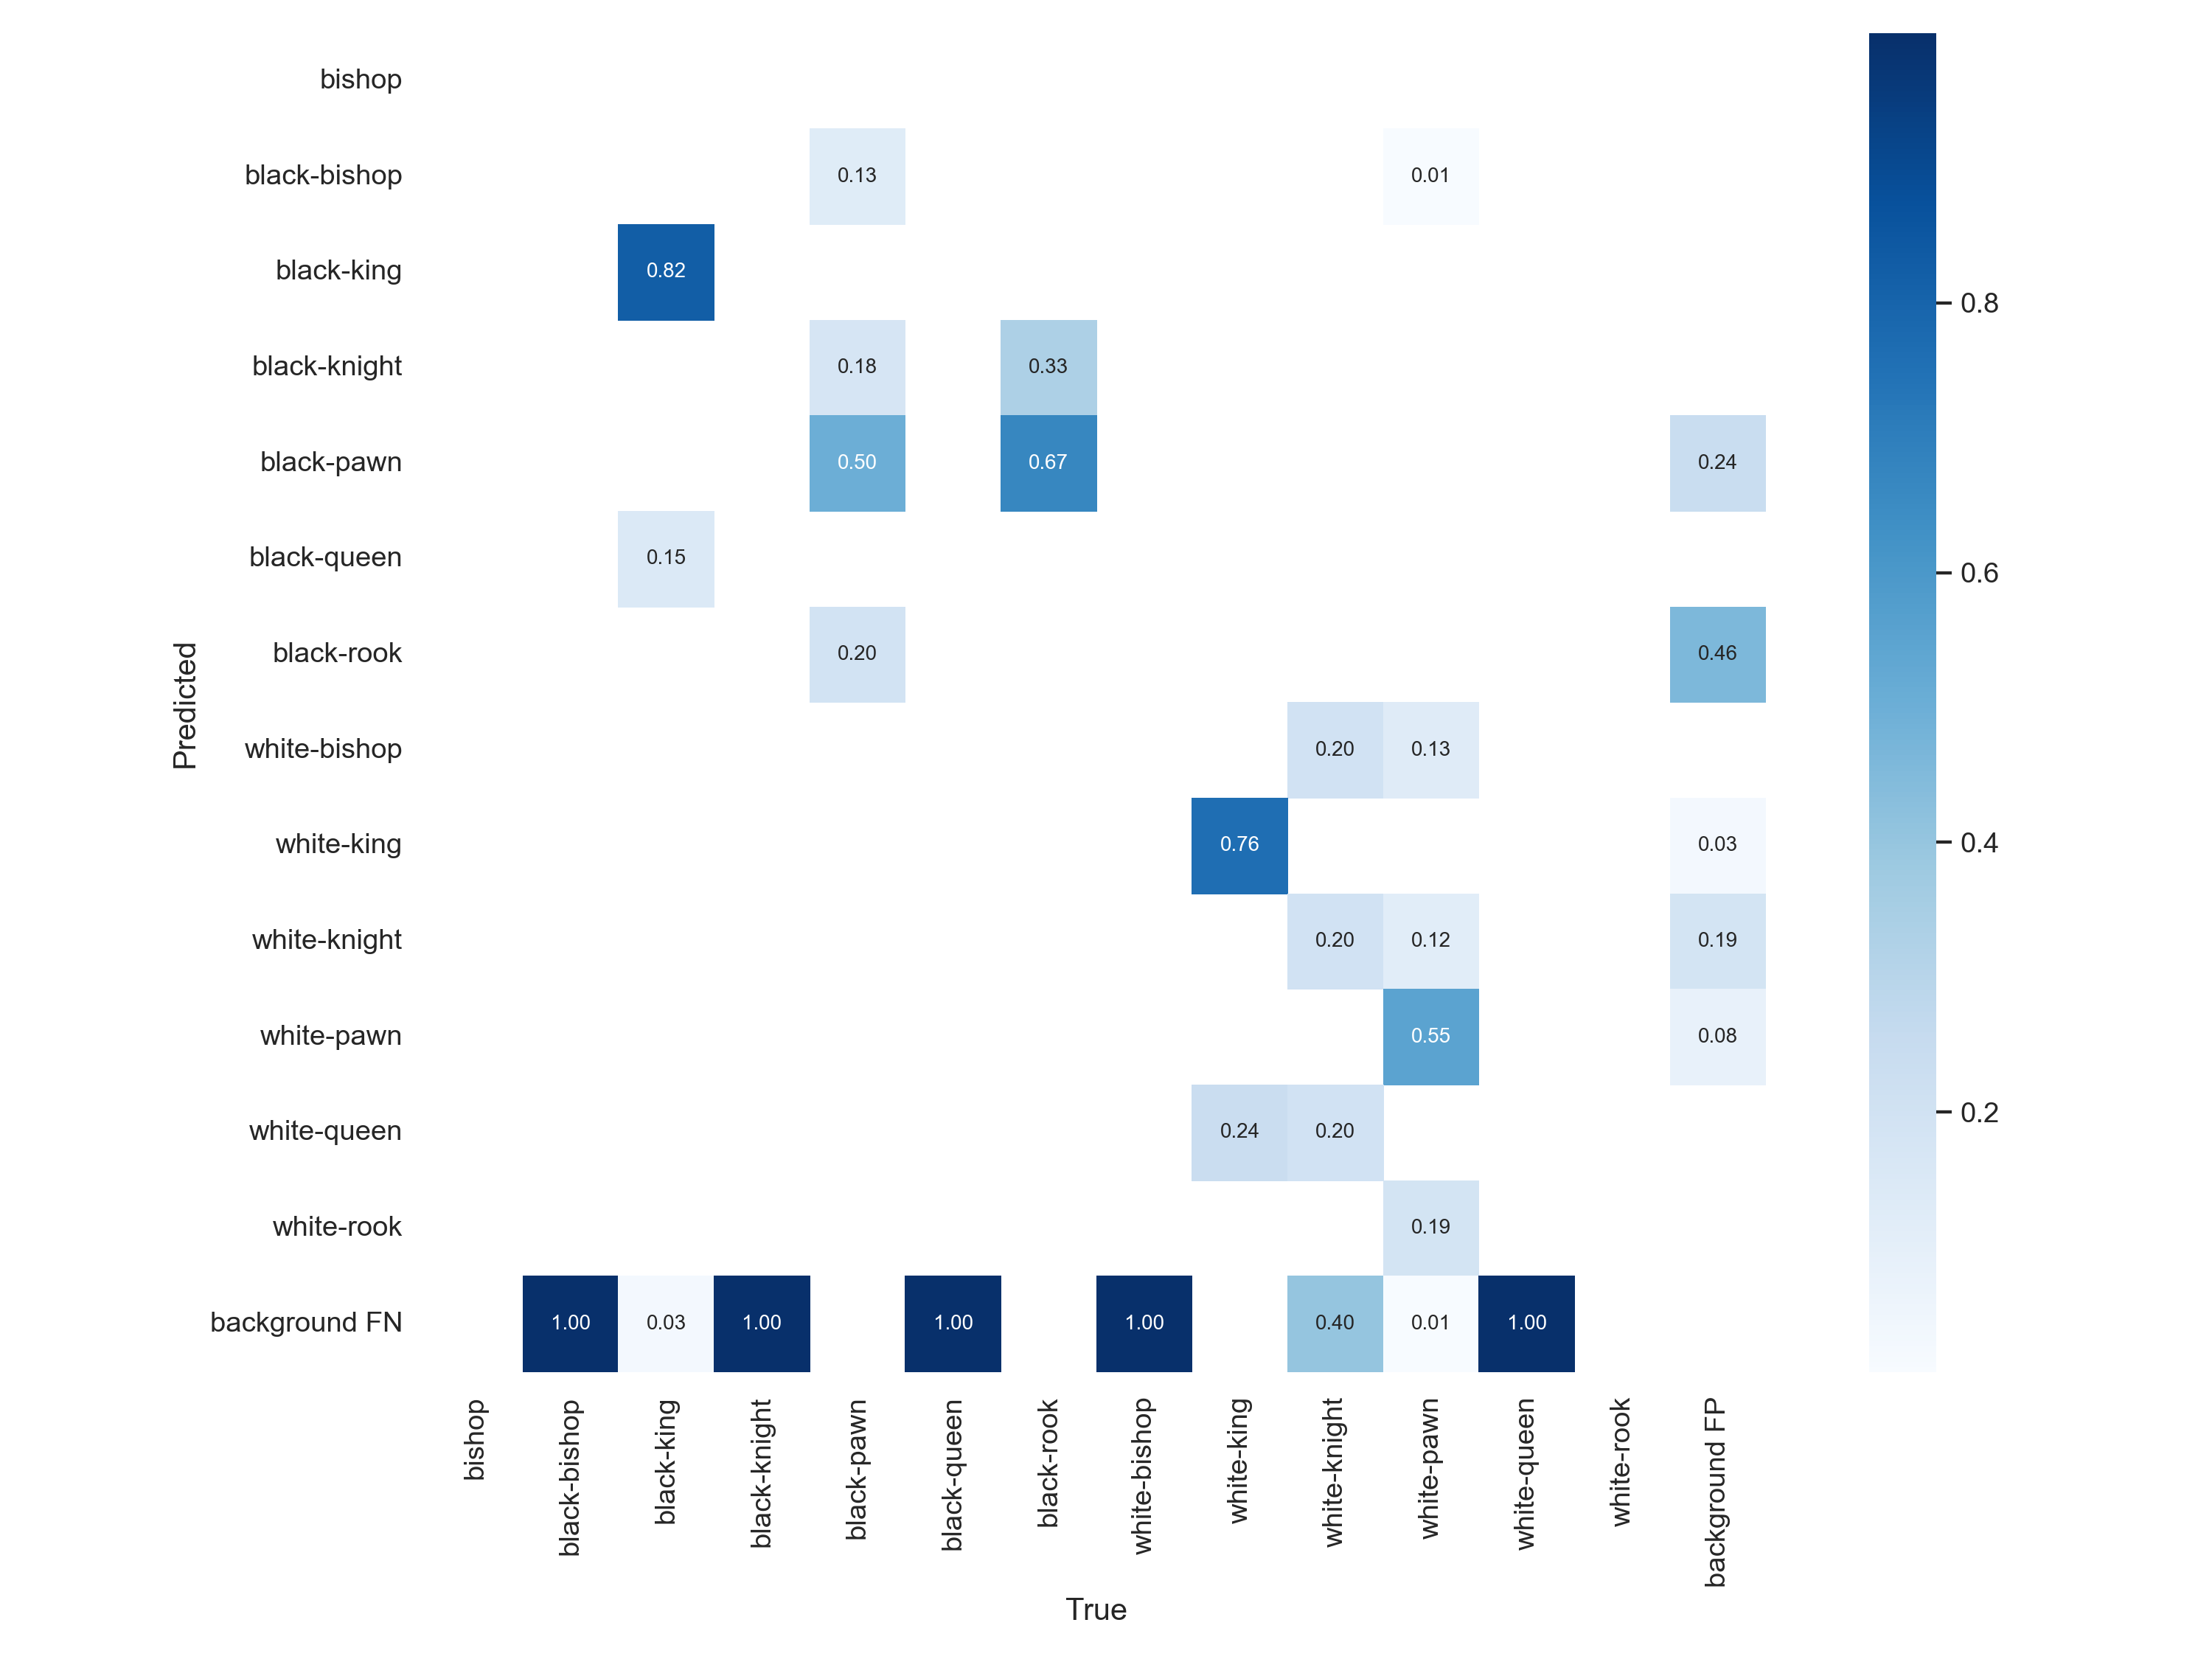 bishop
black-bishop 0.13 0.01
black-king 0.82
0.8
black-knight 0.18 0.33
black-pawn 0.50 0.67 0.24
black-queen 0.15
0.6
black-rook 0.20 0.46
Predicted
white-bishop 0.20 0.13
white-king 0.76 0.03
0.4
white-knight 0.20 0.12 0.19
white-pawn 0.55 0.08
0.2
white-queen 0.24 0.20
white-rook 0.19
background FN 1.00 0.03 1.00 1.00 1.00 0.40 0.01 1.00
bishop
black-bishop
black-king
black-knight
black-pawn
black-queen
black-rook
white-bishop
white-king
white-knight
white-pawn
white-queen
white-rook
background FP
True